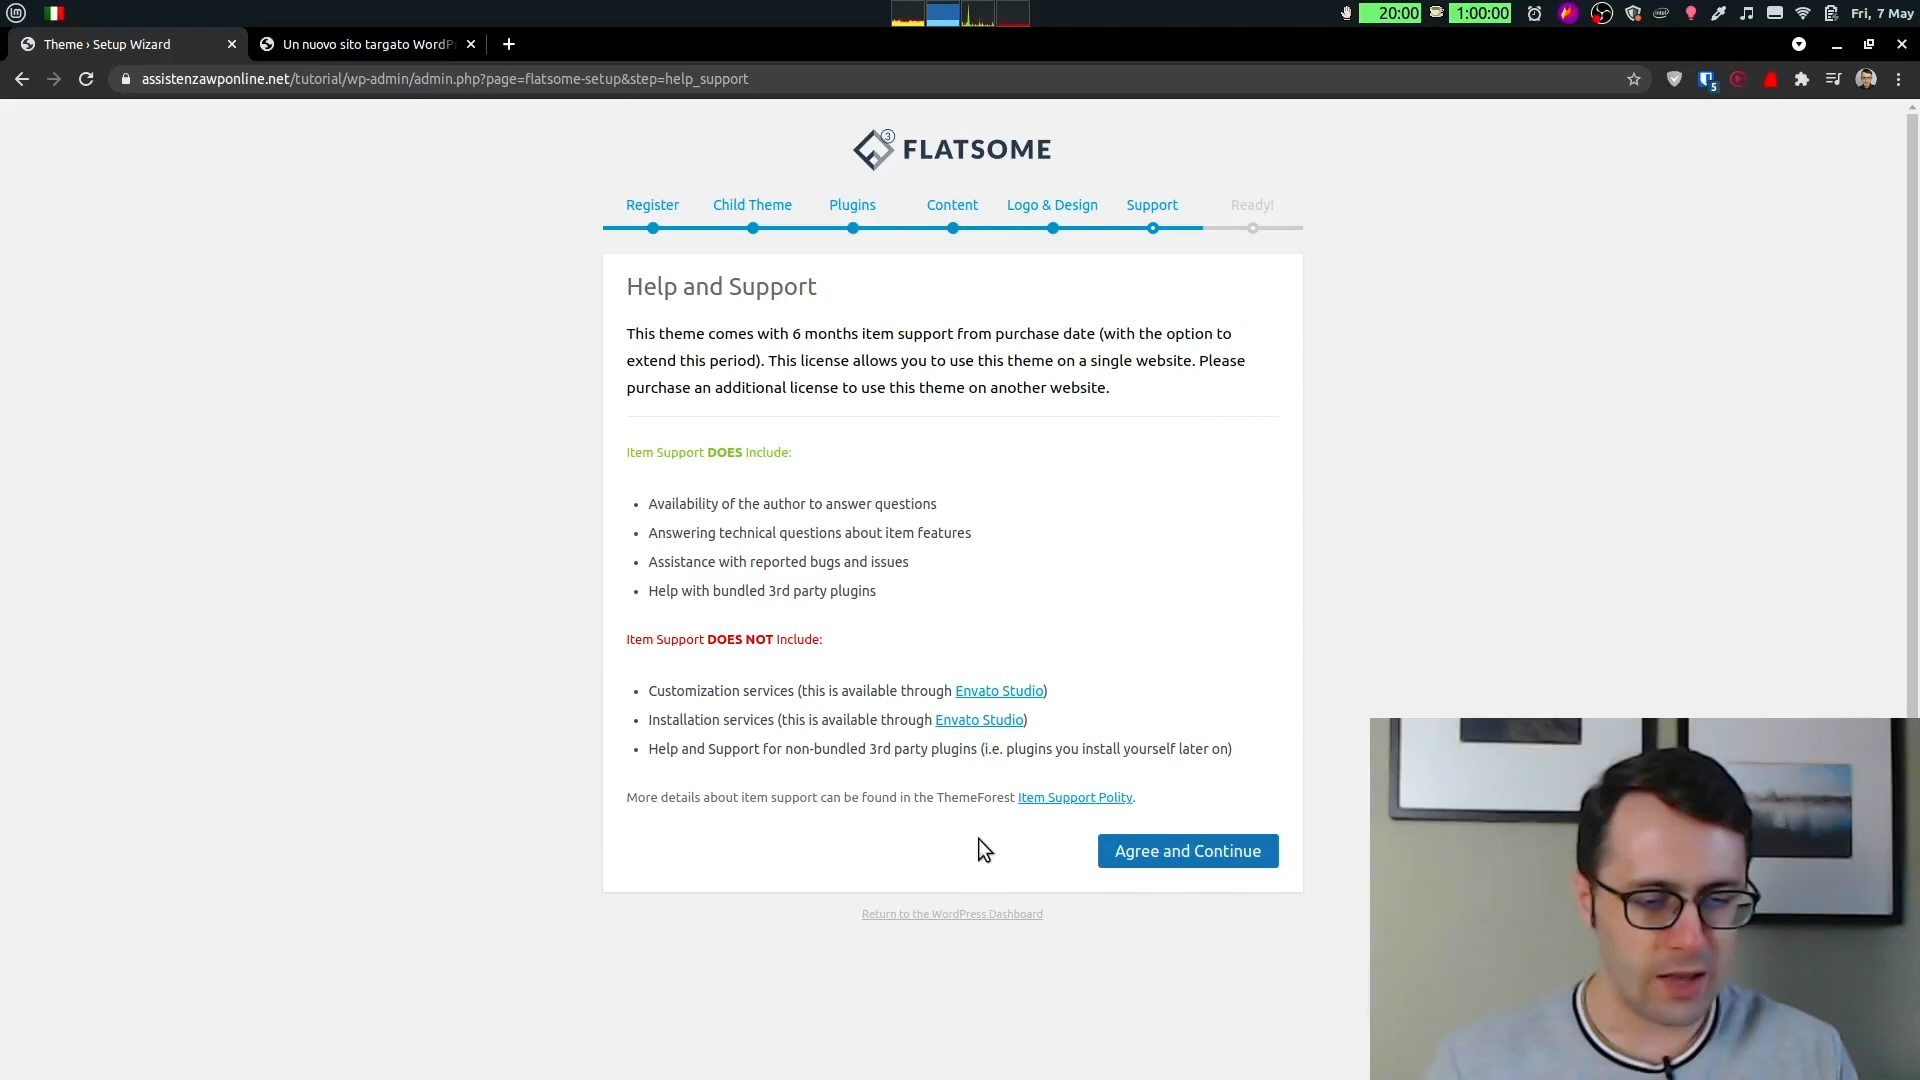 20:00
1:00:00
Fri, 7 May
Theme › Setup Wizard
Un nuovo sito targato WordP
assistenzawponline.net/tutorial/wp-admin/admin.php?page=flatsome-setup&step=help_support
5
3
FLATSOME
Register
Child Theme
Plugins
Content
Logo & Design
Support
Ready!
Help and Support
This theme comes with 6 months item support from purchase date (with the option to
extend this period). This license allows you to use this theme on a single website. Please
purchase an additional license to use this theme on another website.
Item Support DOES Include:
• Availability of the author to answer questions
• Answering technical questions about item features
• Assistance with reported bugs and issues
• Help with bundled 3rd party plugins
Item Support DOES NOT Include:
• Customization services (this is available through Envato Studio)
• Installation services (this is available through Envato Studio)
• Help and Support for non-bundled 3rd party plugins (i.e. plugins you install yourself later on)
More details about item support can be found in the ThemeForest Item Support Polity.
Agree and Continue
Return to the WordPress Dashboard